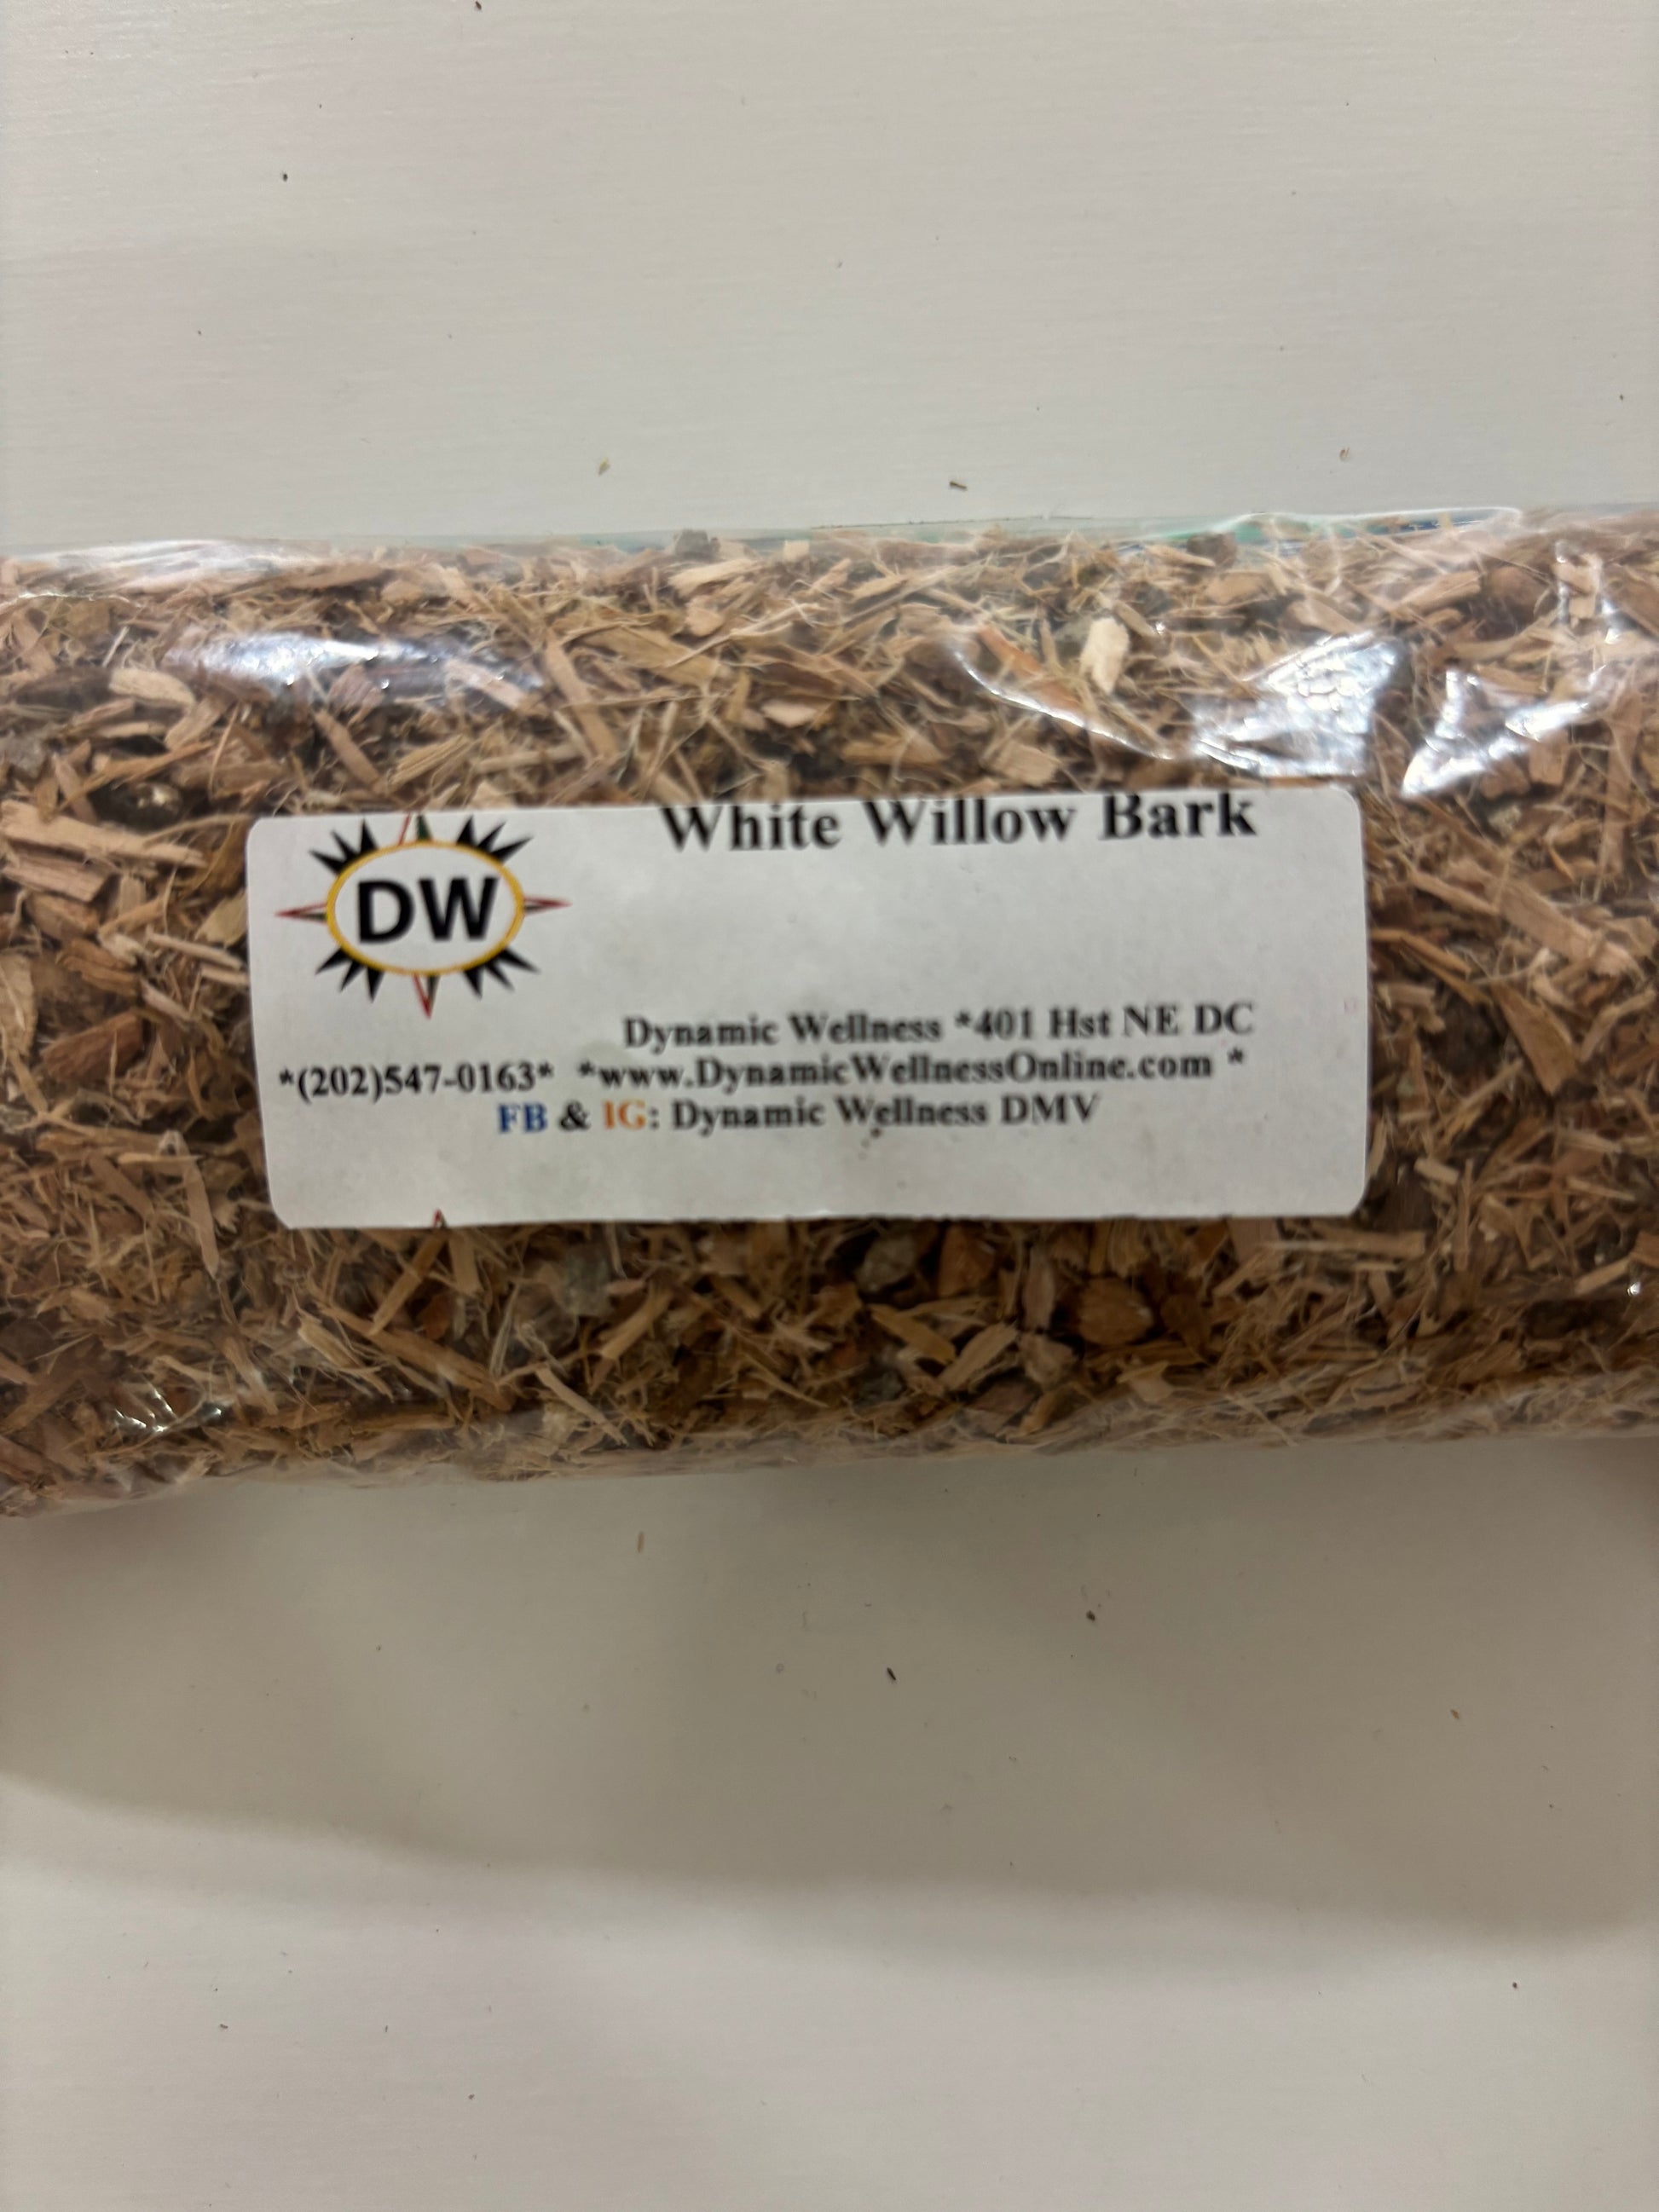 White Willow Bark
DW
Dynamic Wellness *401 Hst NE DC
*(202)547-0163* *www.DynamicWellnessOnline.com *
FB & IG: Dynamic Wellness DMV